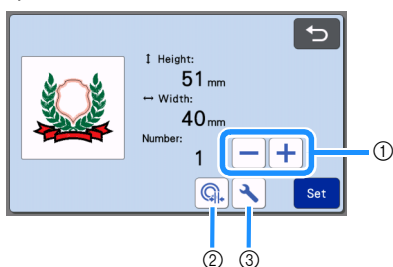 Height:
51 mm
↔ Width:
40 mm
Number:
1 − +
①
Set
② ③